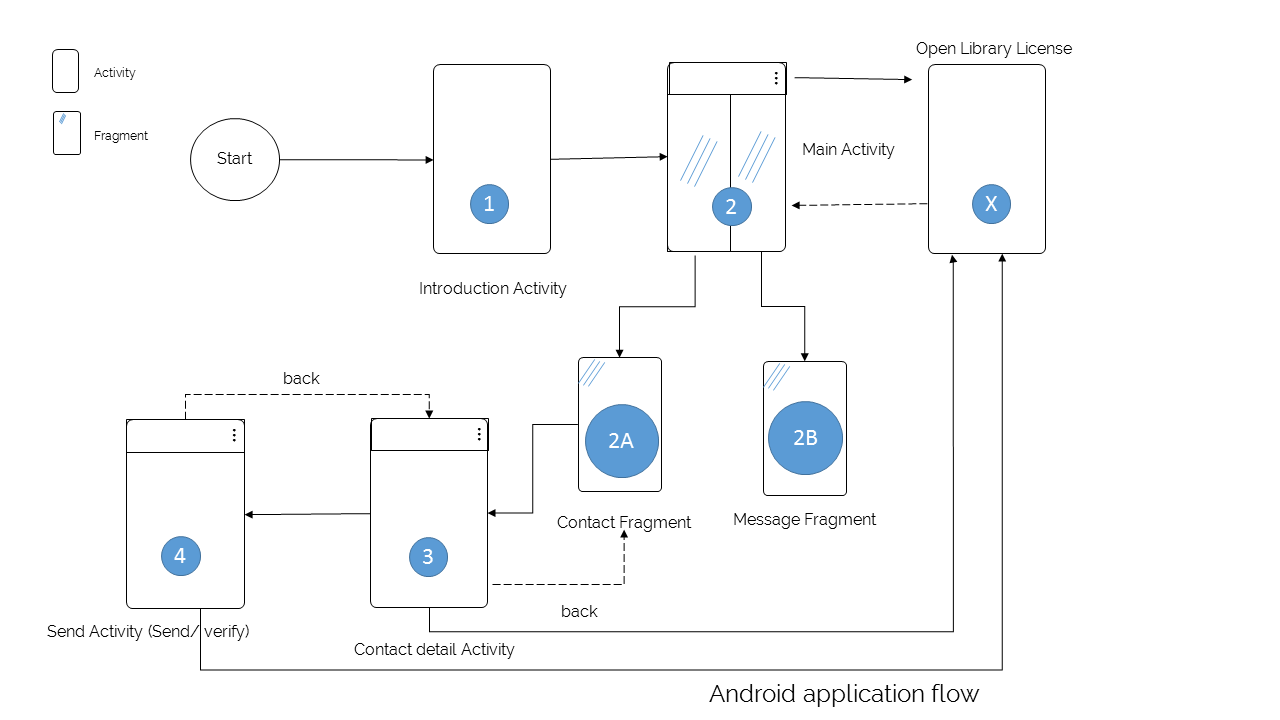 Open Library License
Activity
Fragment
Start
Main Activity
1
2
X
Introduction Activity
back
2A
2B
Contact Fragment
Message Fragment
4
3
back
Send Activity (Send/ verify)
Contact detail Activity
Android application flow